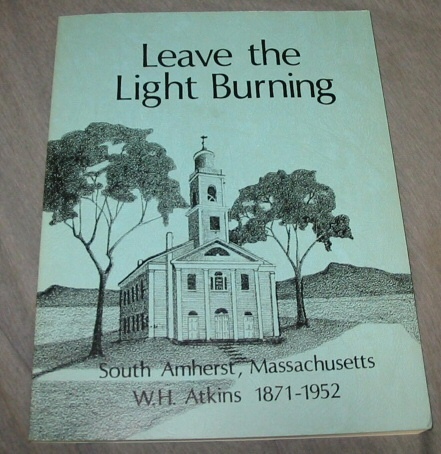 Leave the
Light Burning
South Amherst, Massachusetts
W.H. Atkins 1871-1952